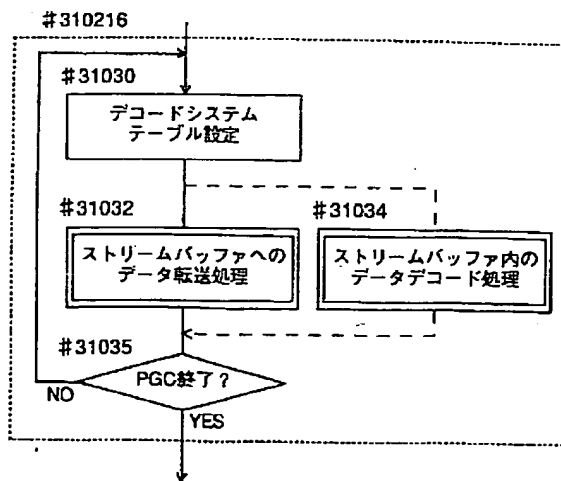 #310216
#31030
デコードシステム
テーブル設定
#31032
#31034
ストリームバッファへの
データ転送処理
ストリームバッファ内の
データデコード処理
#31035
PGC終了?
NO
YES